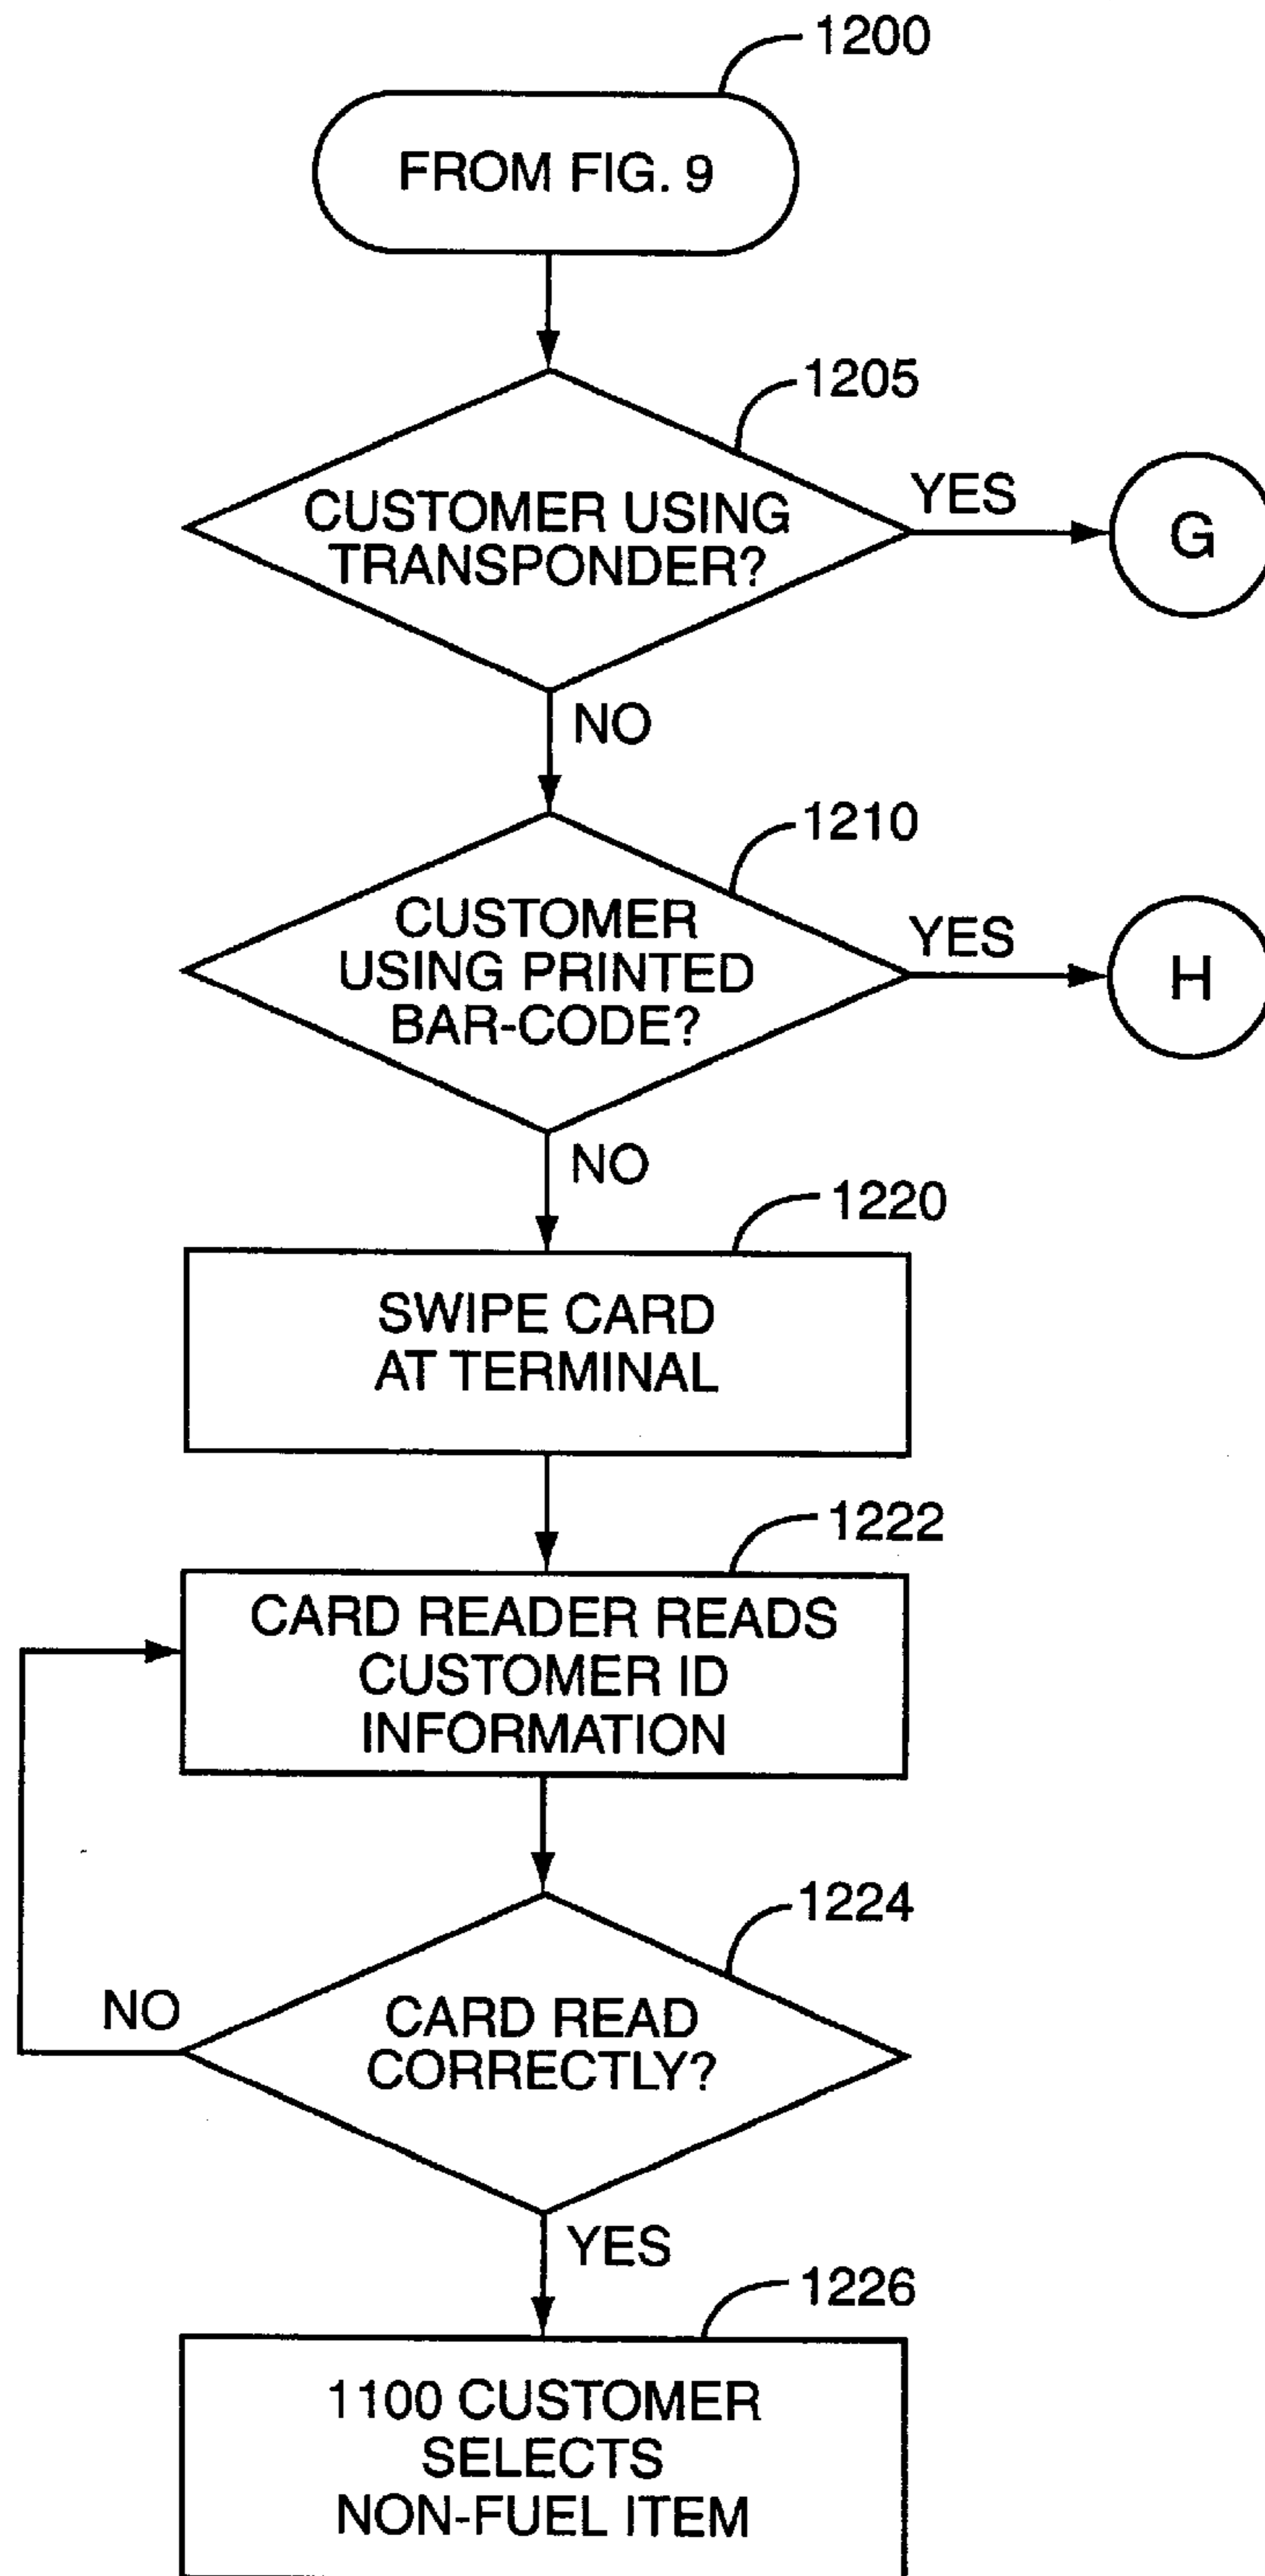 1200
FROM FIG. 9
1205
CUSTOMER USING
TRANSPONDER?
YES
G
NO
1210
CUSTOMER
USING PRINTED
BAR-CODE?
YES
H
NO
1220
SWIPE CARD
AT TERMINAL
1222
CARD READER READS
CUSTOMER ID
INFORMATION
1224
NO
CARD READ
CORRECTLY?
YES
1226
1100 CUSTOMER
SELECTS
NON-FUEL ITEM